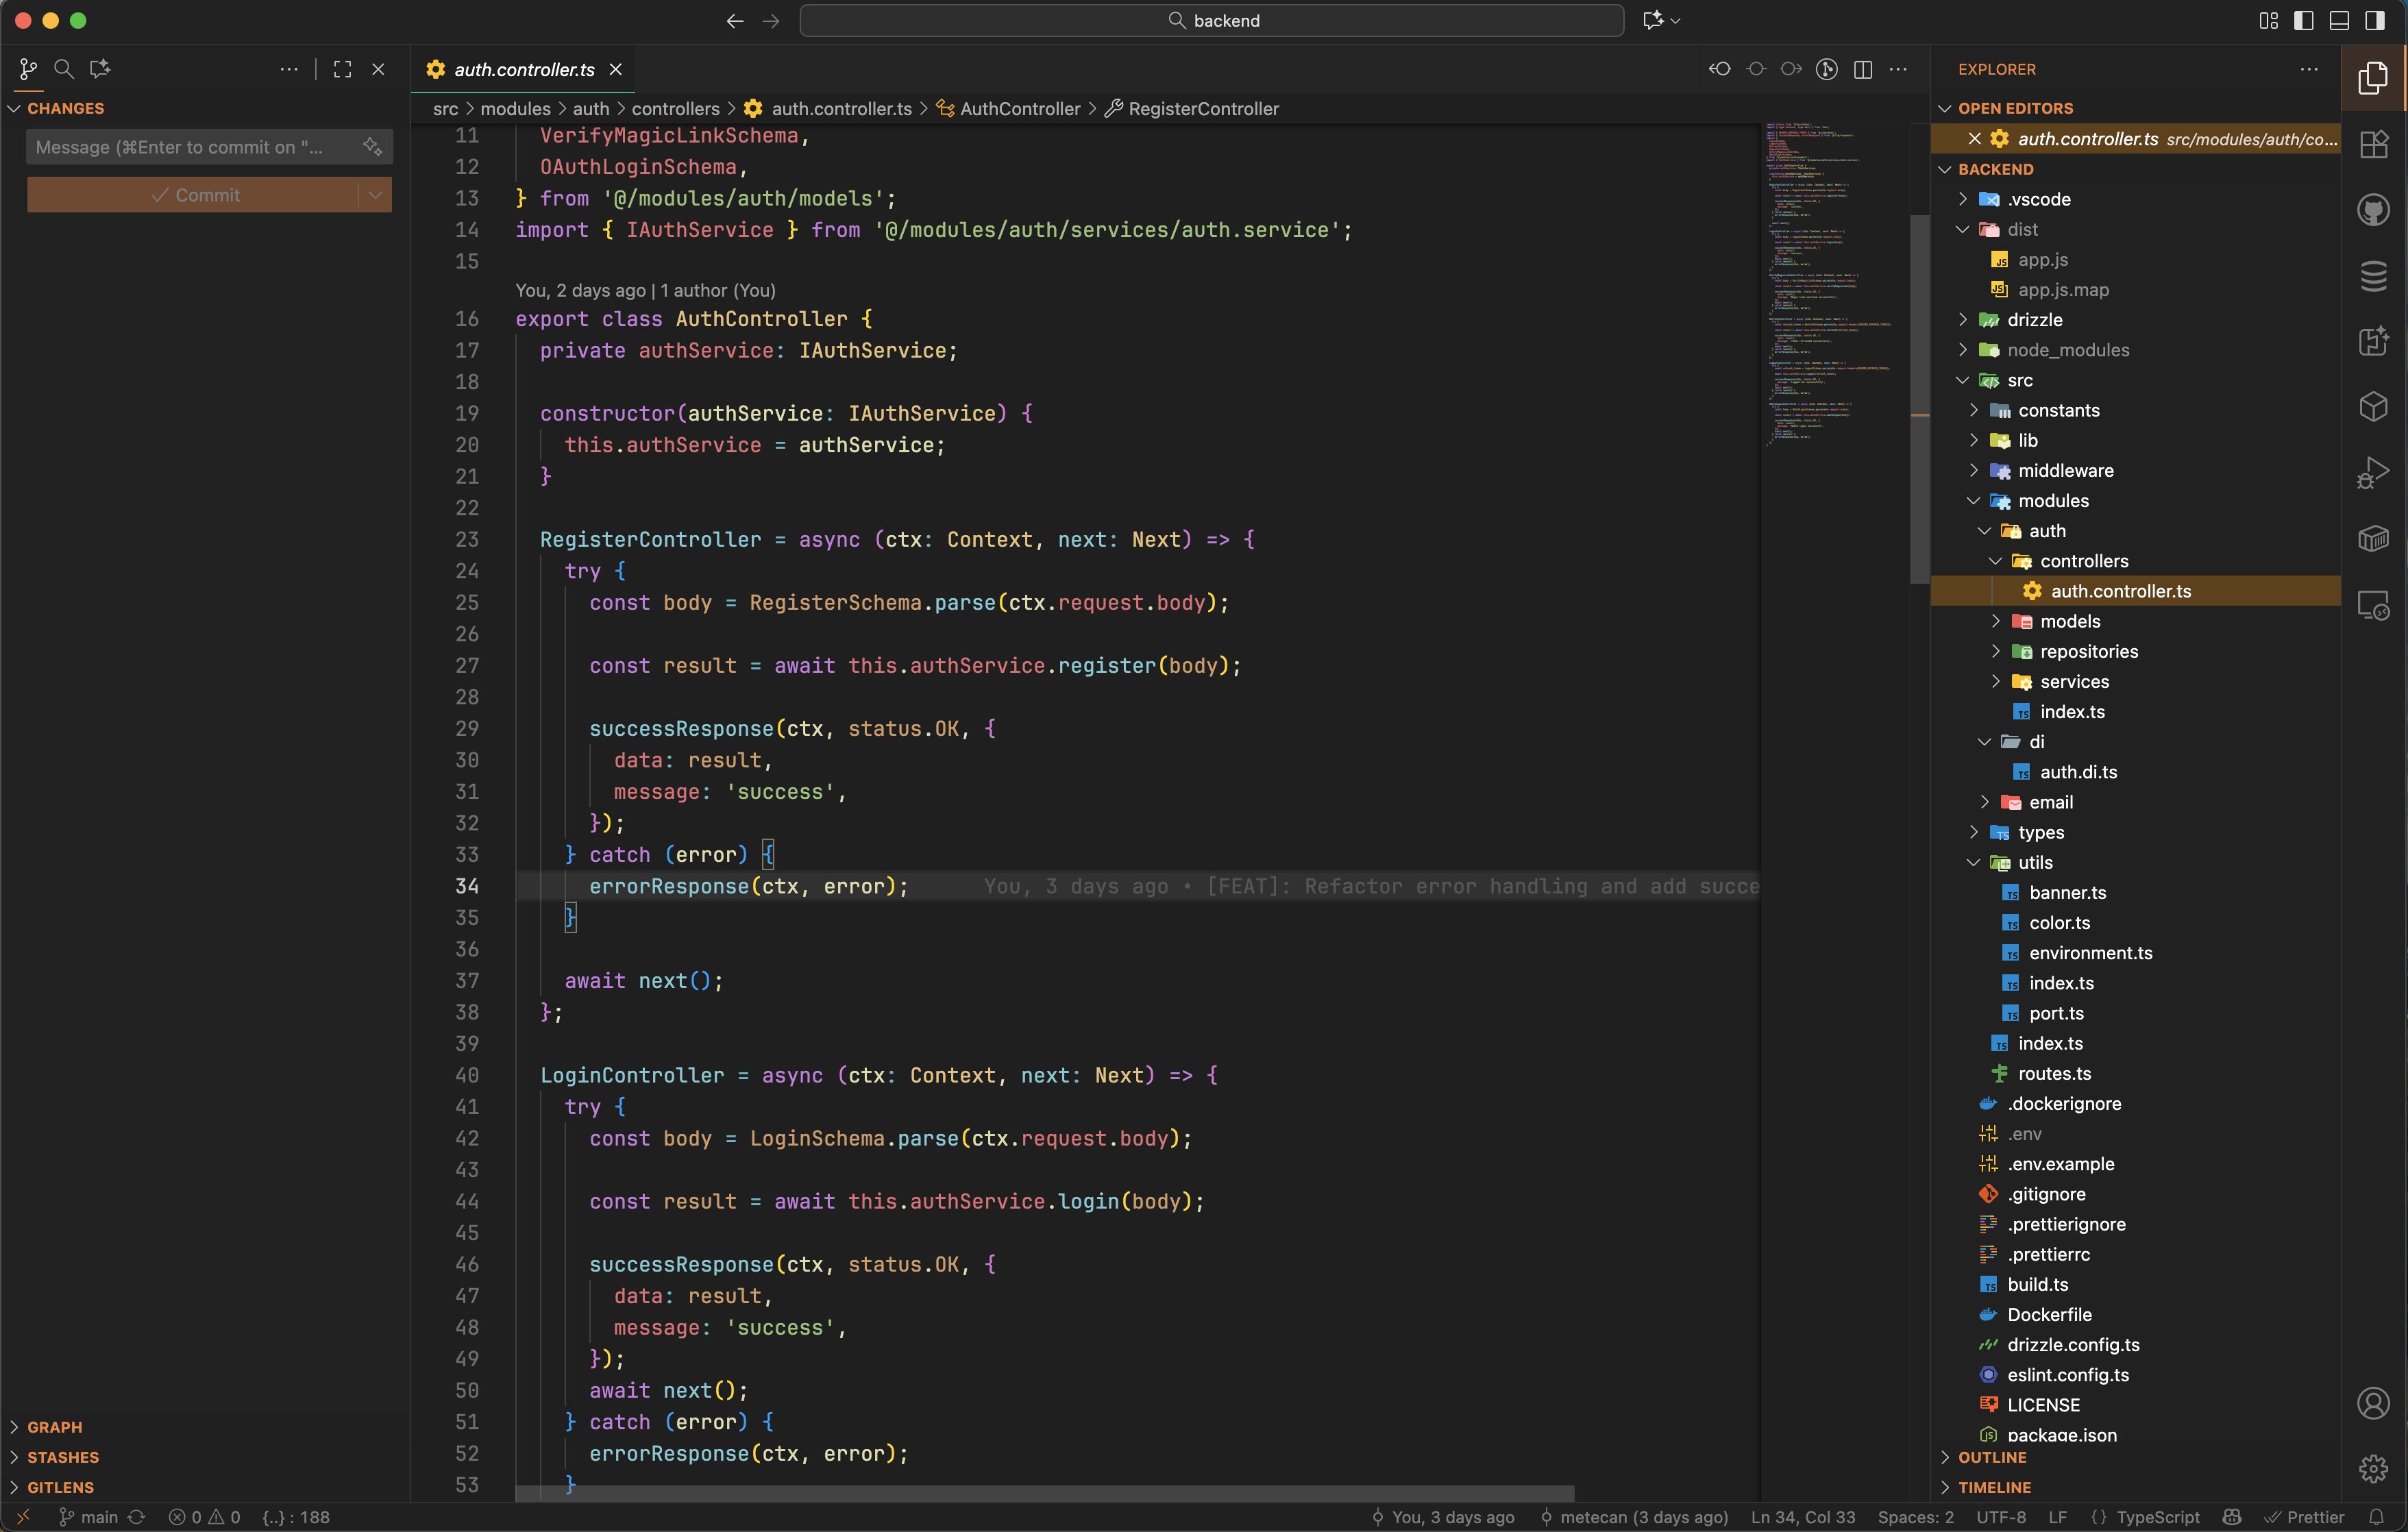 backend
CHANGES
Message (⌘Enter to commit on "...
Commit
GRAPH
STASHES
GITLENS
auth.controller.ts
src > modules > auth > controllers > auth.controller.ts > AuthController > RegisterController
11 VerifyMagicLinkSchema,
12 OAuthLoginSchema,
13 } from '@/modules/auth/models';
14 import { IAuthService } from '@/modules/auth/services/auth.service';
15
You, 2 days ago | 1 author (You)
16 export class AuthController {
17 private authService: IAuthService;
18
19 constructor(authService: IAuthService) {
20 this.authService = authService;
21 }
22
23 RegisterController = async (ctx: Context, next: Next) => {
24 try {
25 const body = RegisterSchema.parse(ctx.request.body);
26
27 const result = await this.authService.register(body);
28
29 successResponse(ctx, status.OK, {
30 data: result,
31 message: 'success',
32 });
33 } catch (error) {
34 errorResponse(ctx, error); You, 3 days ago • [FEAT]: Refactor error handling and add succe
35 }
36
37 await next();
38 };
39
40 LoginController = async (ctx: Context, next: Next) => {
41 try {
42 const body = LoginSchema.parse(ctx.request.body);
43
44 const result = await this.authService.login(body);
45
46 successResponse(ctx, status.OK, {
47 data: result,
48 message: 'success',
49 });
50 await next();
51 } catch (error) {
52 errorResponse(ctx, error);
53 }
EXPLORER
OPEN EDITORS
auth.controller.ts src/modules/auth/co...
BACKEND
.vscode
dist
app.js
app.js.map
drizzle
node_modules
src
constants
lib
middleware
modules
auth
controllers
auth.controller.ts
models
repositories
services
index.ts
di
auth.di.ts
email
types
utils
banner.ts
color.ts
environment.ts
index.ts
port.ts
index.ts
routes.ts
.dockerignore
.env
.env.example
.gitignore
.prettierignore
.prettierrc
build.ts
Dockerfile
drizzle.config.ts
eslint.config.ts
LICENSE
package.json
OUTLINE
TIMELINE
main 0 0 {..} : 188 You, 3 days ago metecan (3 days ago) Ln 34, Col 33 Spaces: 2 UTF-8 LF {} TypeScript Prettier